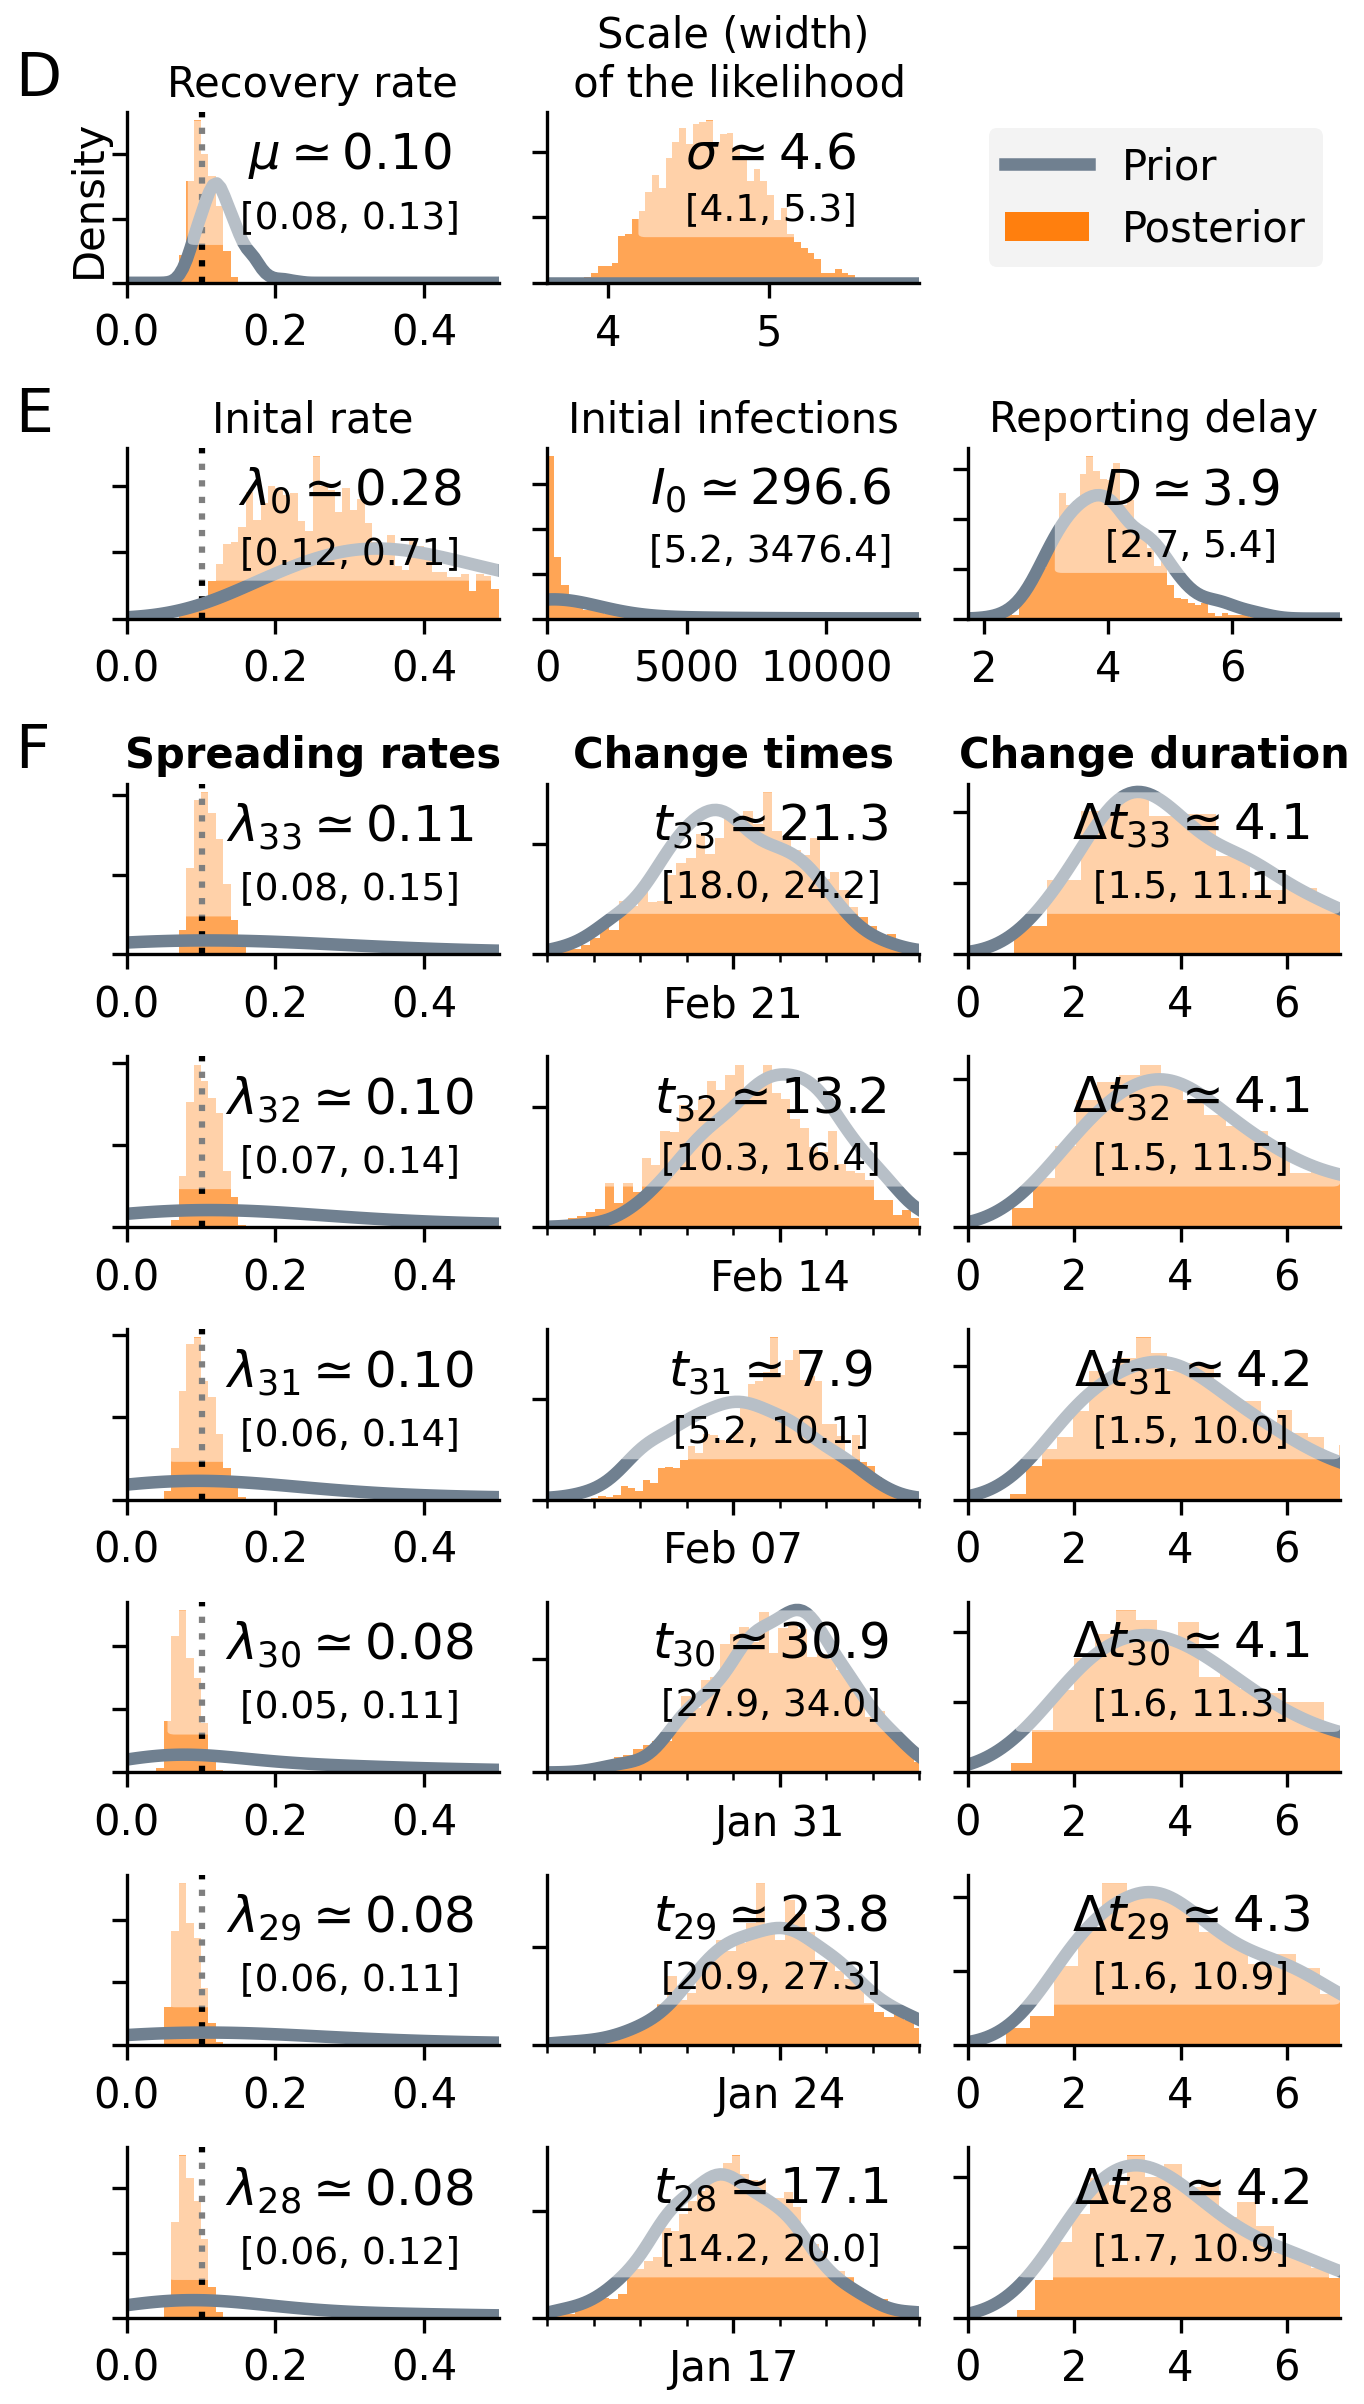 D
Recovery rate
Scale (width)
of the likelihood
Density
μ ≃ 0.10
[0.08, 0.13]
σ ≃ 4.6
[4.1, 5.3]
Prior
Posterior
0.0 0.2 0.4
4 5
E
Inital rate
Initial infections
Reporting delay
λ₀ ≃ 0.28
[0.12, 0.71]
I₀ ≃ 296.6
[5.2, 3476.4]
D ≃ 3.9
[2.7, 5.4]
0.0 0.2 0.4
0 5000 10000
2 4 6
F
Spreading rates
Change times
Change duration
λ₃₃ ≃ 0.11
[0.08, 0.15]
t₃₃ ≃ 21.3
[18.0, 24.2]
Δt₃₃ ≃ 4.1
[1.5, 11.1]
0.0 0.2 0.4
Feb 21
0 2 4 6
λ₃₂ ≃ 0.10
[0.07, 0.14]
t₃₂ ≃ 13.2
[10.3, 16.4]
Δt₃₂ ≃ 4.1
[1.5, 11.5]
0.0 0.2 0.4
Feb 14
0 2 4 6
λ₃₁ ≃ 0.10
[0.06, 0.14]
t₃₁ ≃ 7.9
[5.2, 10.1]
Δt₃₁ ≃ 4.2
[1.5, 10.0]
0.0 0.2 0.4
Feb 07
0 2 4 6
λ₃₀ ≃ 0.08
[0.05, 0.11]
t₃₀ ≃ 30.9
[27.9, 34.0]
Δt₃₀ ≃ 4.1
[1.6, 11.3]
0.0 0.2 0.4
Jan 31
0 2 4 6
λ₂₉ ≃ 0.08
[0.06, 0.11]
t₂₉ ≃ 23.8
[20.9, 27.3]
Δt₂₉ ≃ 4.3
[1.6, 10.9]
0.0 0.2 0.4
Jan 24
0 2 4 6
λ₂₈ ≃ 0.08
[0.06, 0.12]
t₂₈ ≃ 17.1
[14.2, 20.0]
Δt₂₈ ≃ 4.2
[1.7, 10.9]
0.0 0.2 0.4
Jan 17
0 2 4 6